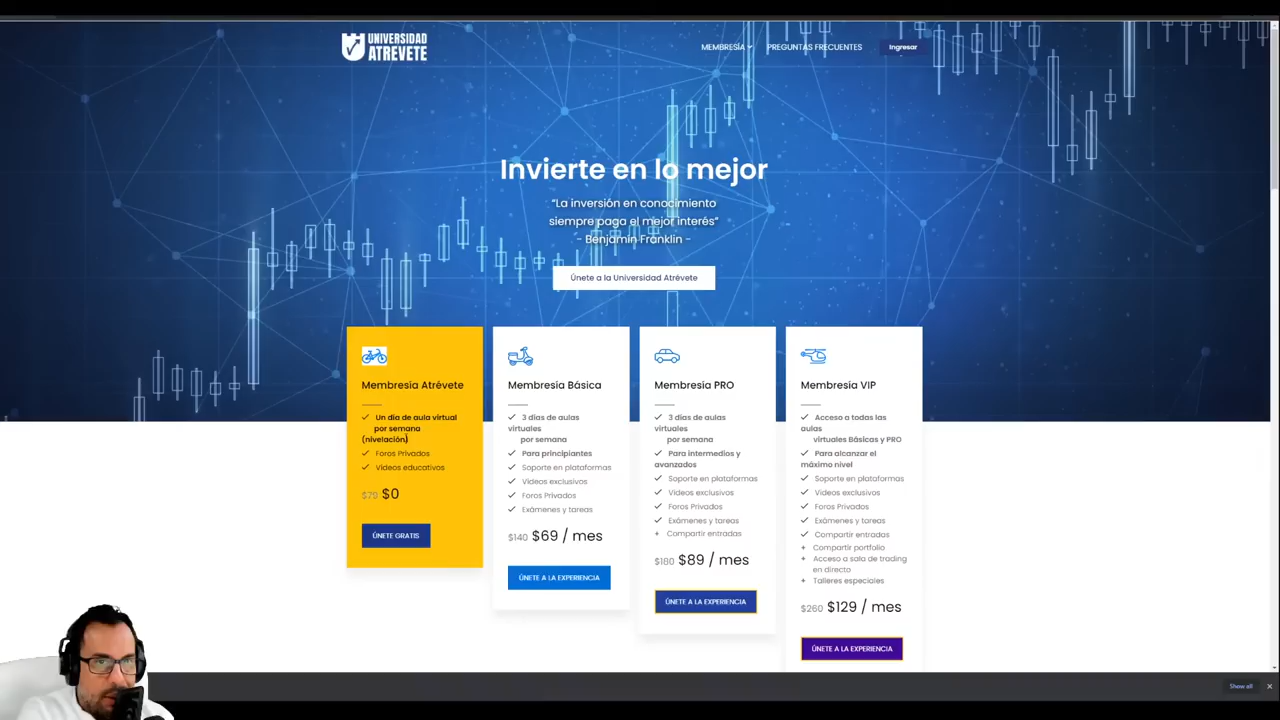 UNIVERSIDAD
ATREVETE
MEMBRESÍA
PREGUNTAS FRECUENTES
Ingresar
Invierte en lo mejor
“La inversión en conocimiento
siempre paga el mejor interés”
- Benjamín Franklin -
Únete a la Universidad Atrévete
Membresía Atrévete
Un día de aula virtual
por semana
(nivelación)
Foros Privados
Videos educativos
$79 $0
ÚNETE GRATIS
Membresía Básica
3 días de aulas
virtuales
por semana
Para principiantes
Soporte en plataformas
Videos exclusivos
Foros Privados
Exámenes y tareas
$140 $69 / mes
ÚNETE A LA EXPERIENCIA
Membresía PRO
3 días de aulas
virtuales
por semana
Para intermedios y
avanzados
Soporte en plataformas
Videos exclusivos
Foros Privados
Exámenes y tareas
+ Compartir entradas
$180 $89 / mes
ÚNETE A LA EXPERIENCIA
Membresía VIP
Acceso a todas las
aulas
virtuales Básicas y PRO
Para alcanzar el
máximo nivel
Soporte en plataformas
Videos exclusivos
Foros Privados
Exámenes y tareas
Compartir entradas
+ Compartir portfolio
+ Acceso a sala de trading
en directo
+ Talleres especiales
$260 $129 / mes
ÚNETE A LA EXPERIENCIA
Show all